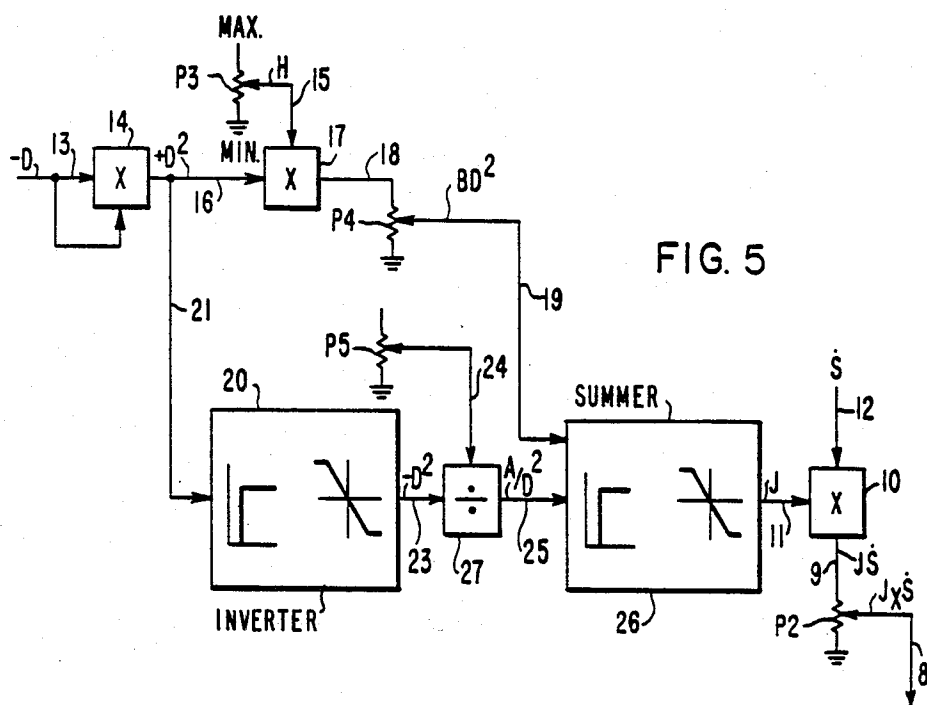 MAX.
P3
H
15
14
-D
13
X
+D²
MIN.
17
X
16
18
BD²
P4
FIG. 5
21
19
P5
24
Ṡ
12
20
SUMMER
-D²
A/D²
J
X
10
23
÷
27
25
11
9
JṠ
INVERTER
26
P2
JxṠ
8